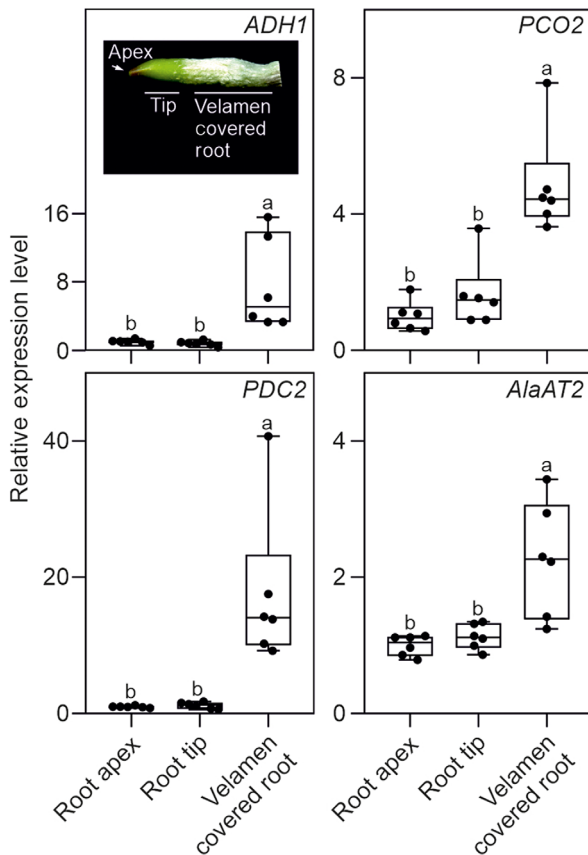 ADH1
Apex
Tip
Velamen
covered
root
a
16
8
0
b
b
PCO2
a
8
4
0
b
b
Relative expression level
PDC2
a
40
20
0
b
b
AlaAT2
a
4
2
0
b
b
Root apex
Root tip
Velamen
covered root
Root apex
Root tip
Velamen
covered root